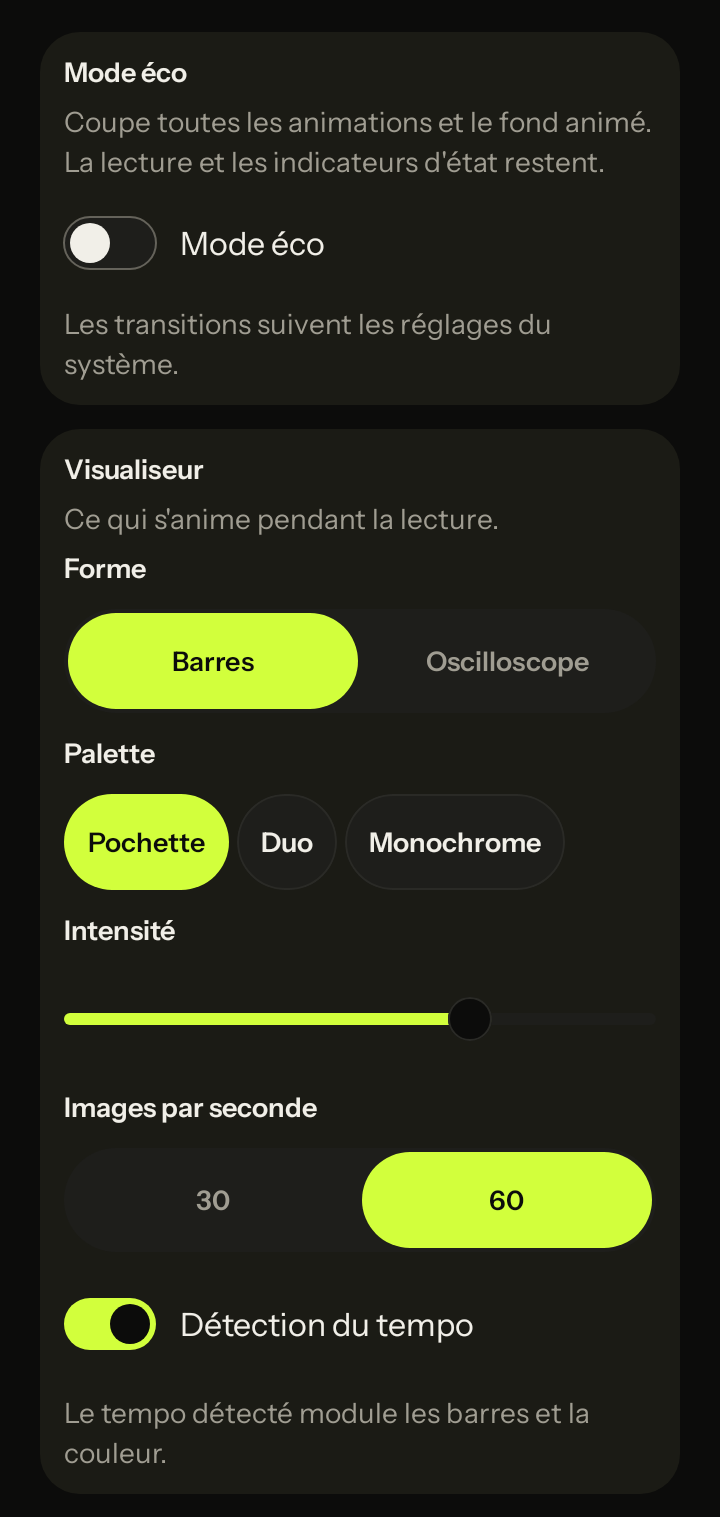 Mode éco
Coupe toutes les animations et le fond animé.
La lecture et les indicateurs d'état restent.
Mode éco
Les transitions suivent les réglages du
système.
Visualiseur
Ce qui s'anime pendant la lecture.
Forme
Barres
Oscilloscope
Palette
Pochette
Duo
Monochrome
Intensité
Images par seconde
30
60
Détection du tempo
Le tempo détecté module les barres et la
couleur.